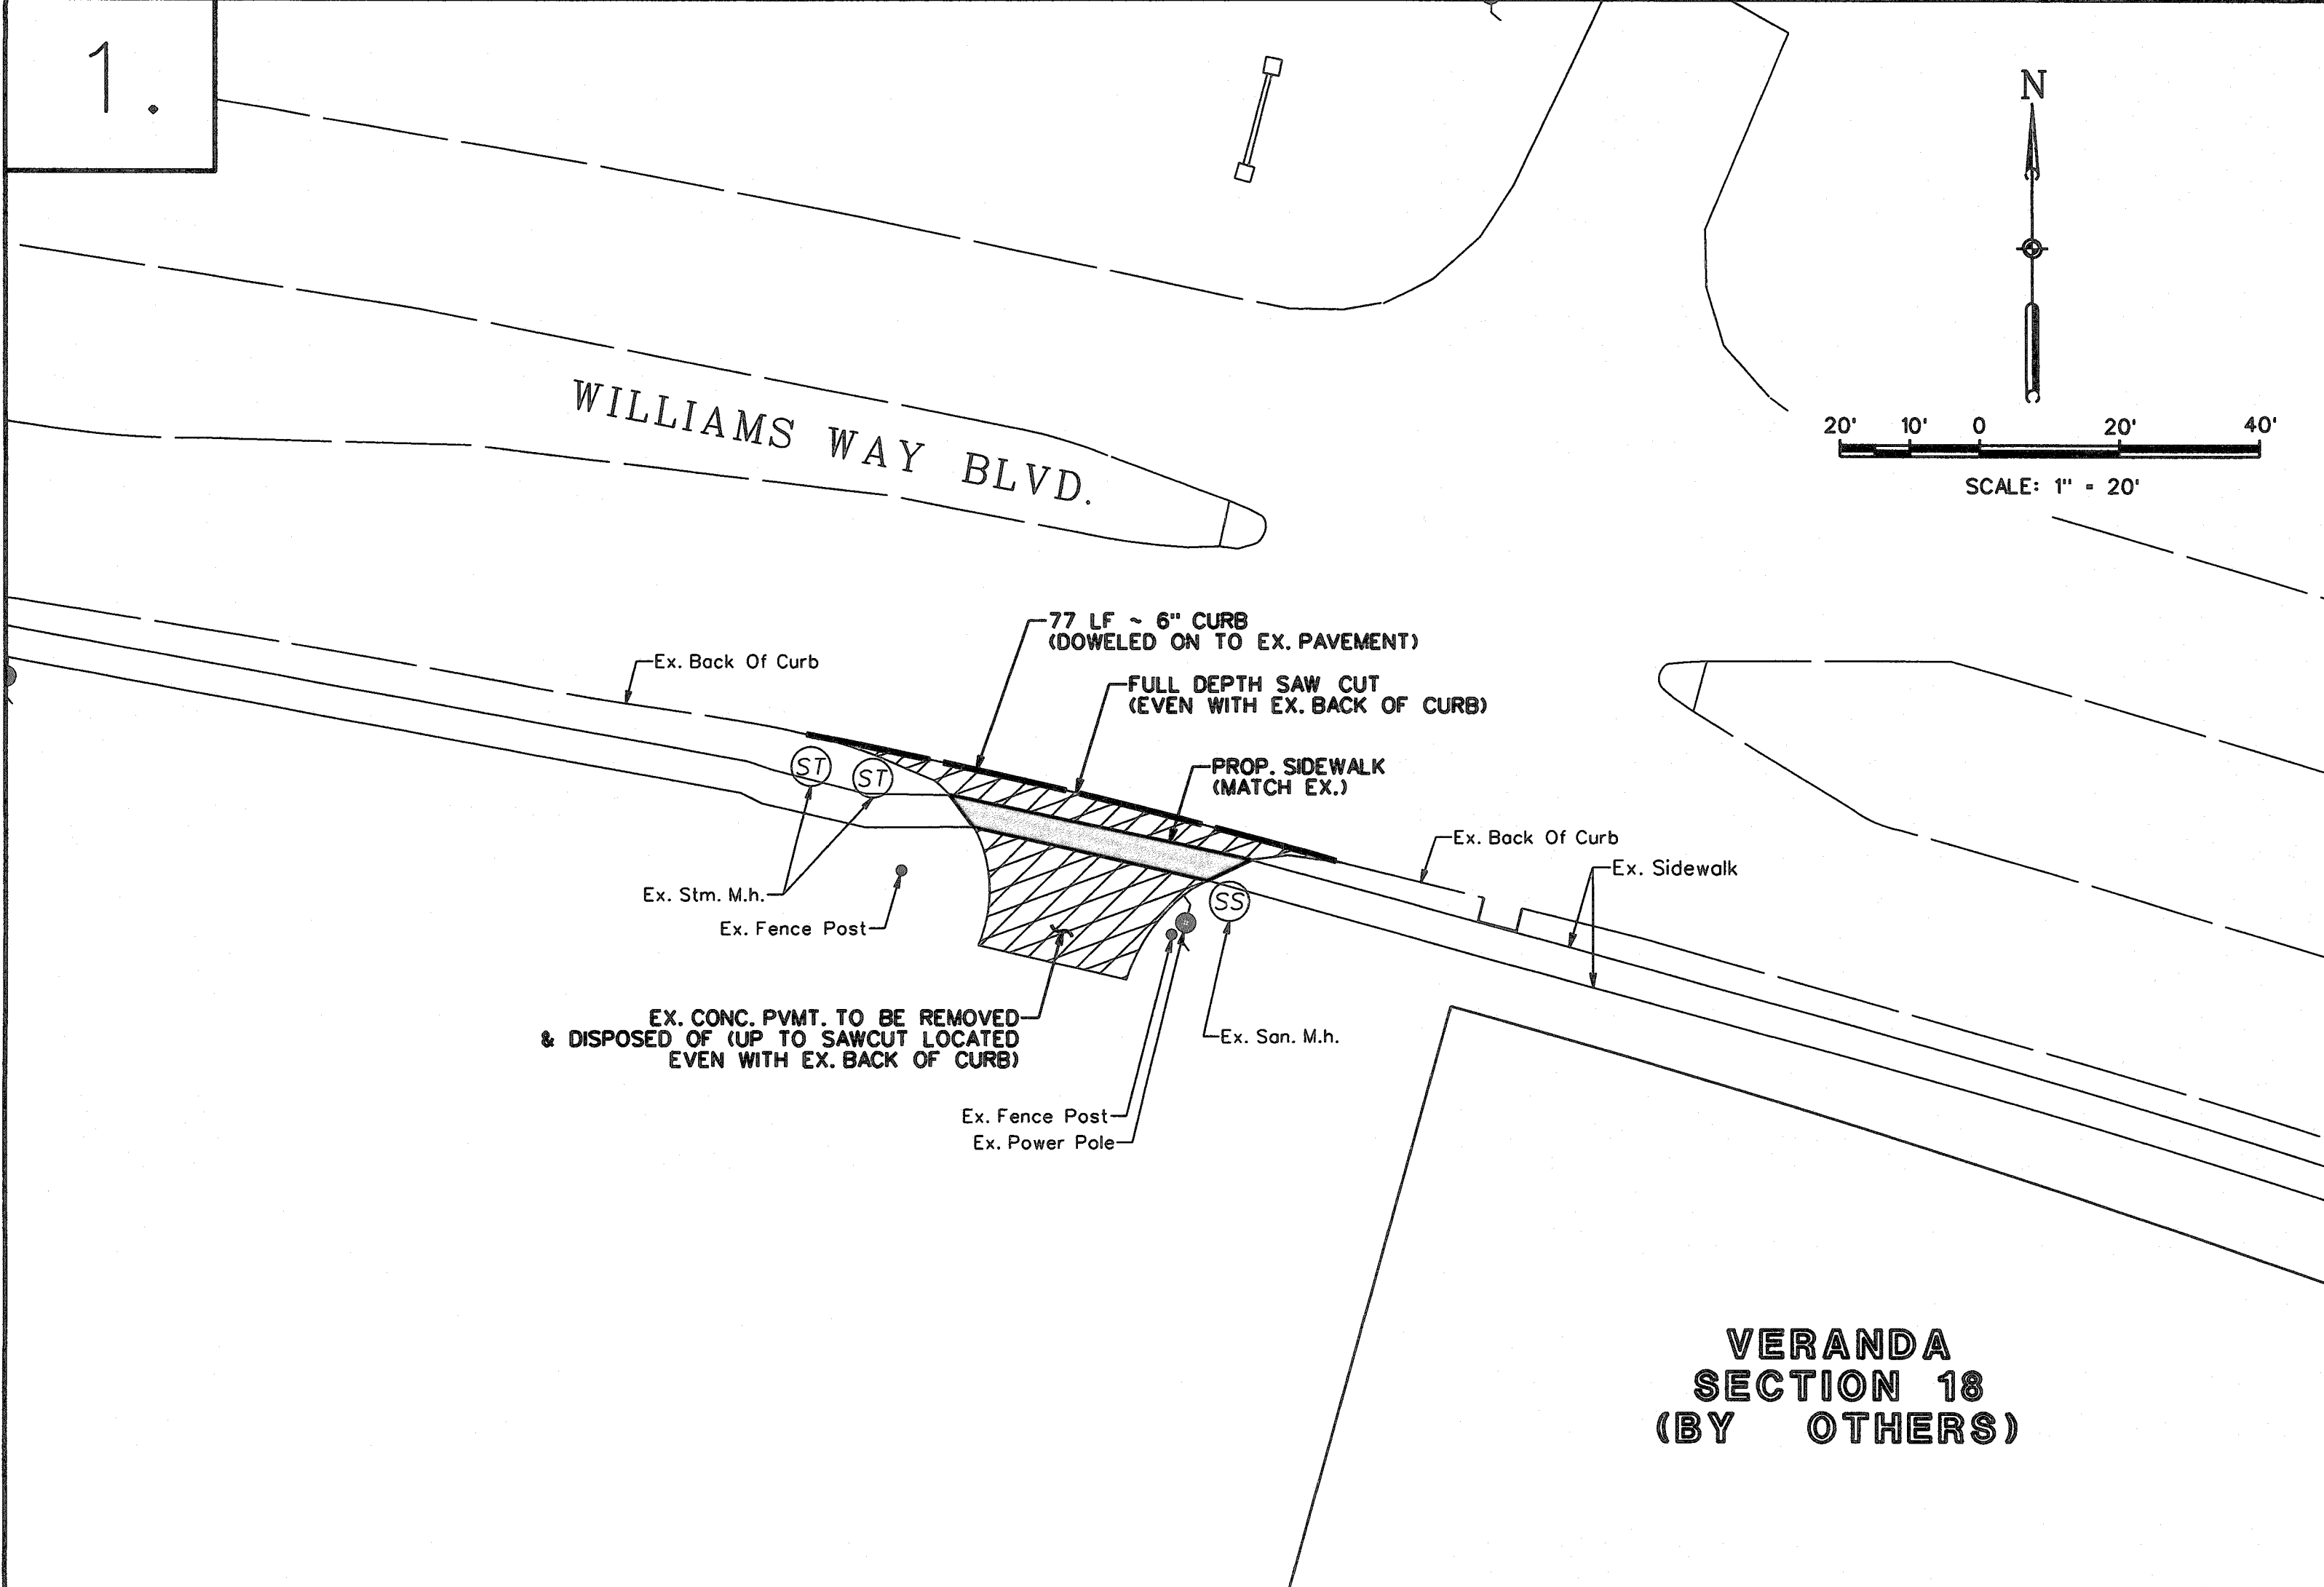 1.
N
20' 10' 0 20' 40'
SCALE: 1" = 20'
WILLIAMS WAY BLVD.
77 LF ~ 6" CURB
(DOWELED ON TO EX. PAVEMENT)
Ex. Back Of Curb
FULL DEPTH SAW CUT
(EVEN WITH EX. BACK OF CURB)
PROP. SIDEWALK
(MATCH EX.)
ST
ST
Ex. Back Of Curb
Ex. Sidewalk
Ex. Stm. M.h.
SS
Ex. Fence Post
EX. CONC. PVMT. TO BE REMOVED
& DISPOSED OF (UP TO SAWCUT LOCATED
EVEN WITH EX. BACK OF CURB)
Ex. San. M.h.
Ex. Fence Post
Ex. Power Pole
VERANDA
SECTION 18
(BY OTHERS)